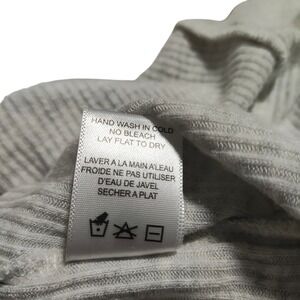 HAND WASH IN COLD
NO BLEACH
LAY FLAT TO DRY
LAVER A LA MAIN A'LEAU
FROIDE NE PAS UTILISER
D'EAU DE JAVEL
SECHER A PLAT